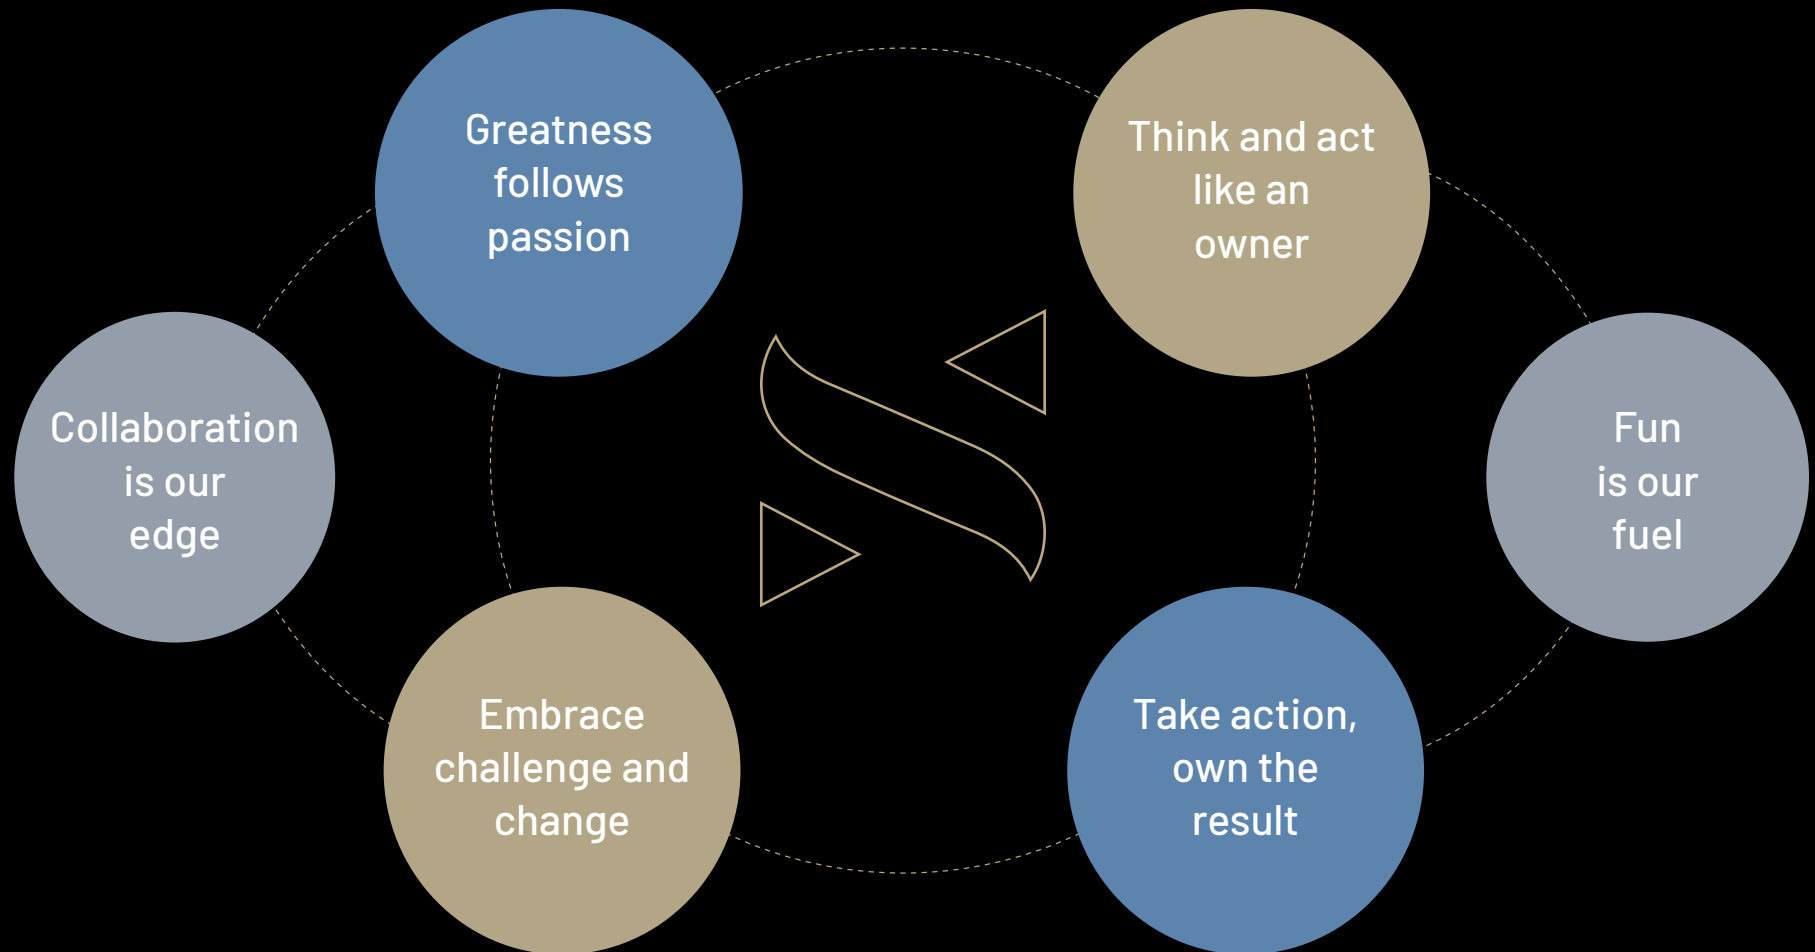 Greatness
follows
passion
Think and act
like an
owner
Collaboration
is our
edge
Fun
is our
fuel
Embrace
challenge and
change
Take action,
own the
result